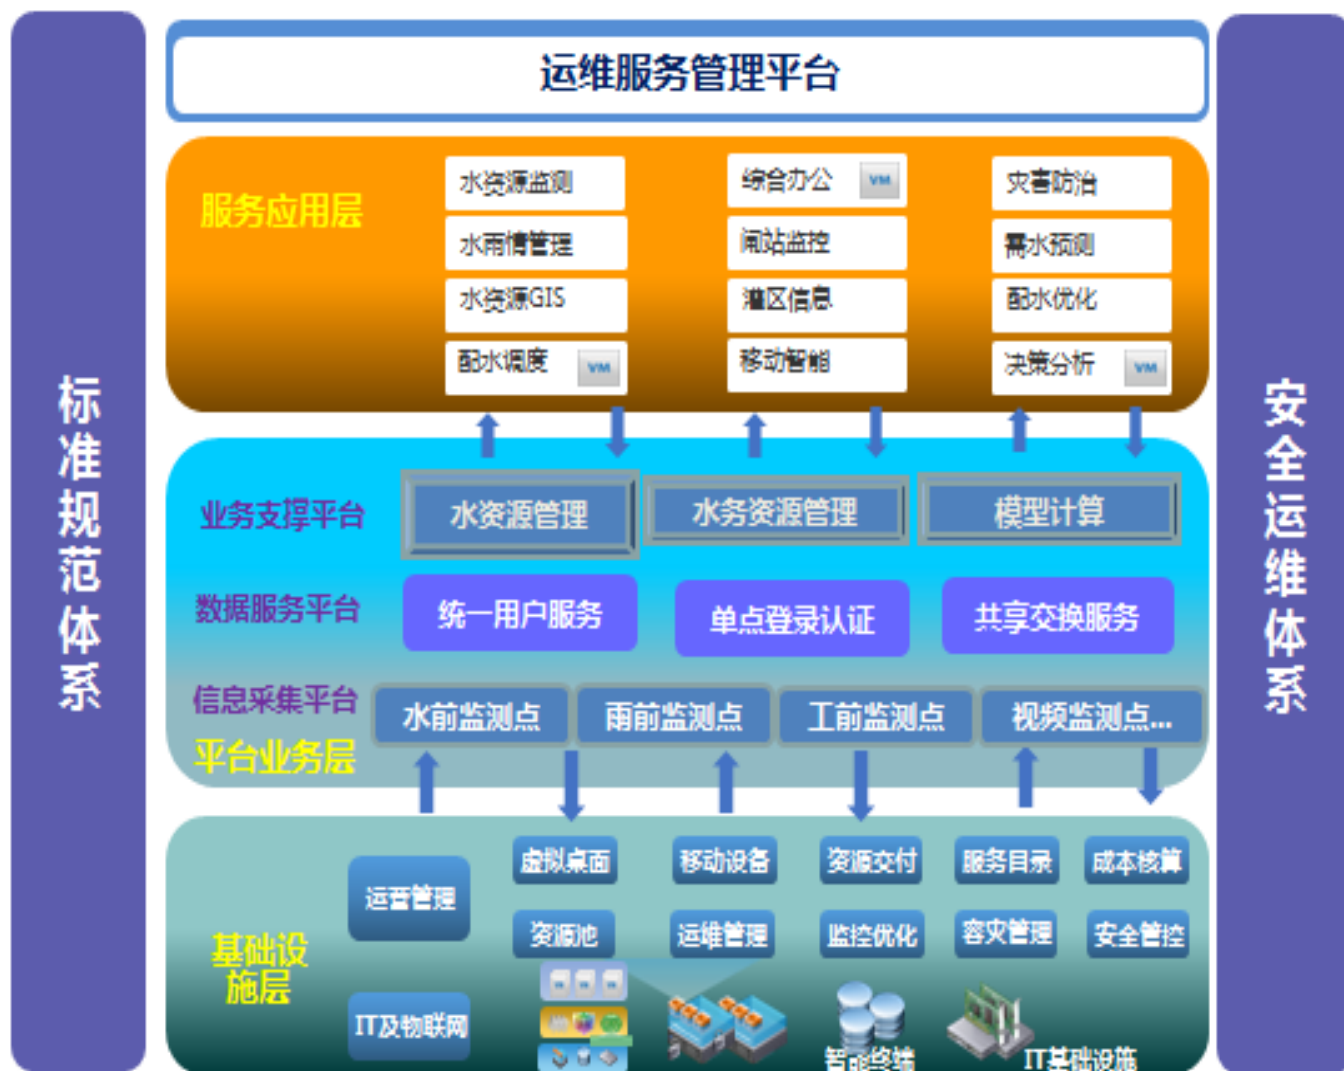 运维服务管理平台
标准规范体系
安全运维体系
服务应用层
水资源监测
综合办公
VM
灾害防治
水雨情管理
闸站监控
需水预测
水资源GIS
灌区信息
配水优化
配水调度
VM
移动智能
决策分析
VM
业务支撑平台
水资源管理
水务资源管理
模型计算
数据服务平台
统一用户服务
单点登录认证
共享交换服务
信息采集平台
水前监测点
雨前监测点
工前监测点
视频监测点...
平台业务层
虚拟桌面
移动设备
资源交付
服务目录
成本核算
运营管理
资源池
运维管理
监控优化
容灾管理
安全管控
基础设
施层
IT及物联网
智能终端
IT基础设施